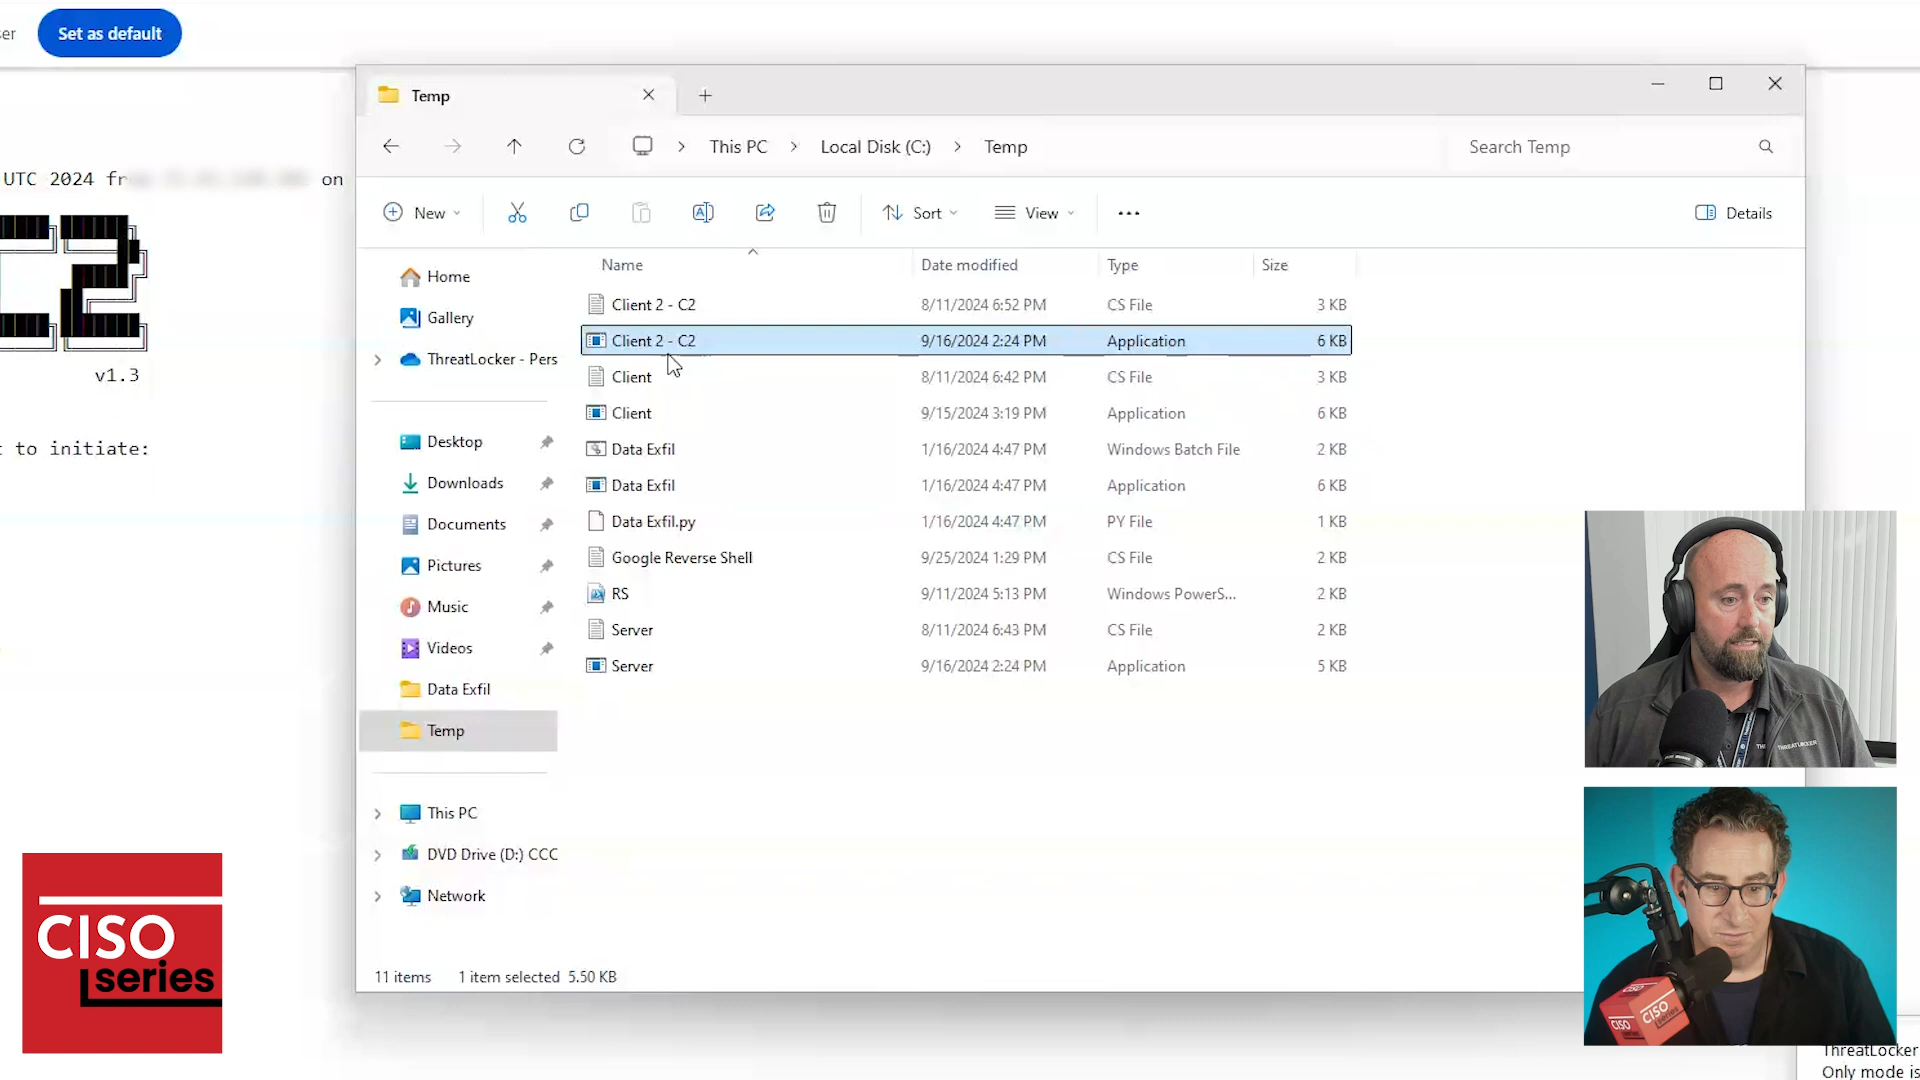 ser
Set as default
UTC 2024 fr
on
C2
v1.3
t to initiate:
Temp
This PC
Local Disk (C:)
Temp
Search Temp
New
Sort
View
Details
Name
Date modified
Type
Size
Home
Gallery
ThreatLocker - Pers
Desktop
Downloads
Documents
Pictures
Music
Videos
Data Exfil
Temp
This PC
DVD Drive (D:) CCC
Network
Client 2 - C2 8/11/2024 6:52 PM CS File 3 KB
Client 2 - C2 9/16/2024 2:24 PM Application 6 KB
Client 8/11/2024 6:42 PM CS File 3 KB
Client 9/15/2024 3:19 PM Application 6 KB
Data Exfil 1/16/2024 4:47 PM Windows Batch File 2 KB
Data Exfil 1/16/2024 4:47 PM Application 6 KB
Data Exfil.py 1/16/2024 4:47 PM PY File 1 KB
Google Reverse Shell 9/25/2024 1:29 PM CS File 2 KB
RS 9/11/2024 5:13 PM Windows PowerS... 2 KB
Server 8/11/2024 6:43 PM CS File 2 KB
Server 9/16/2024 2:24 PM Application 5 KB
11 items 1 item selected 5.50 KB
CISO
series
THREATLOCKER
CISO
CISO
series
ThreatLocker
Only mode is